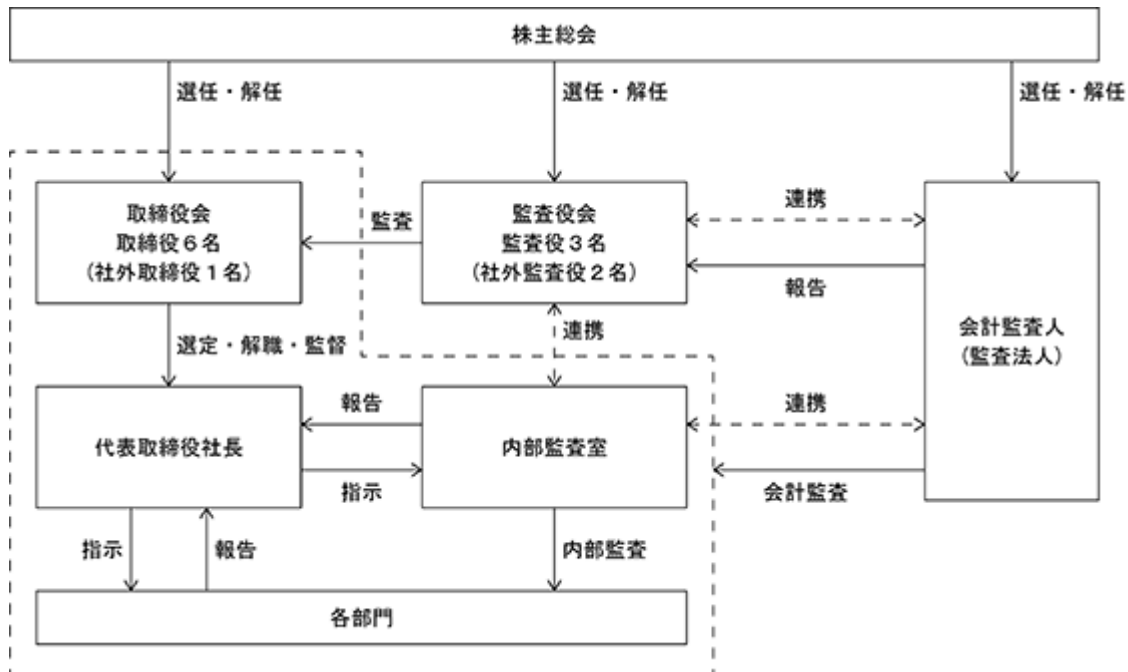 株主総会
選任・解任
選任・解任
選任・解任
取締役会
取締役6名
(社外取締役1名)
監査
監査役会
監査役3名
(社外監査役2名)
連携
報告
会計監査人
(監査法人)
選定・解職・監督
連携
代表取締役社長
報告
指示
内部監査室
連携
会計監査
指示
報告
内部監査
各部門